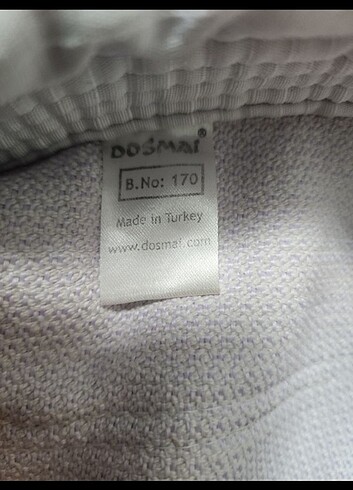 DOSMAI®
B.No: 170
Made in Turkey
www.dosmai.com